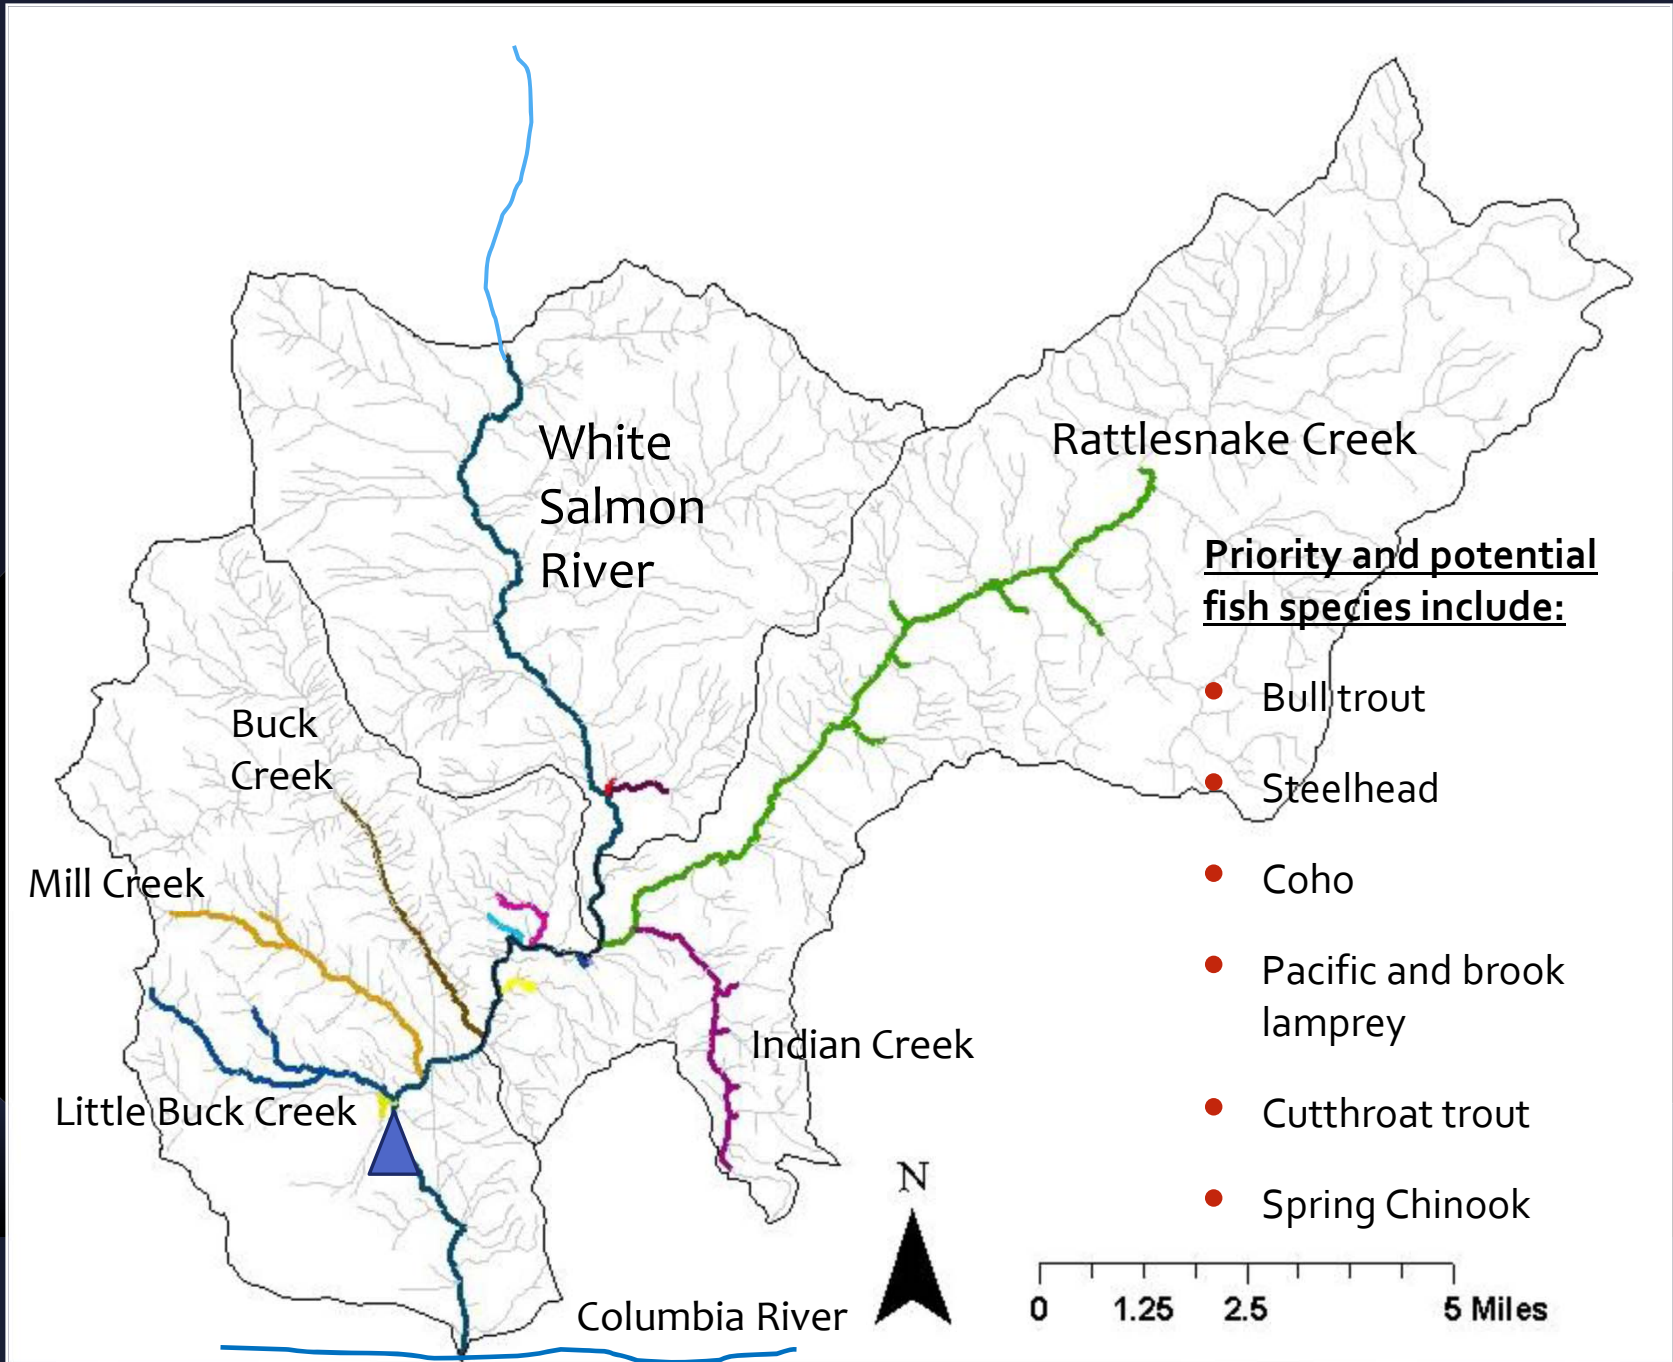 White
Salmon
River
Rattlesnake Creek
Priority and potential
fish species include:
Bull trout
Steelhead
Coho
Pacific and brook
lamprey
Cutthroat trout
Spring Chinook
Buck
Creek
Mill Creek
Little Buck Creek
Indian Creek
Columbia River
N
0 1.25 2.5 5 Miles